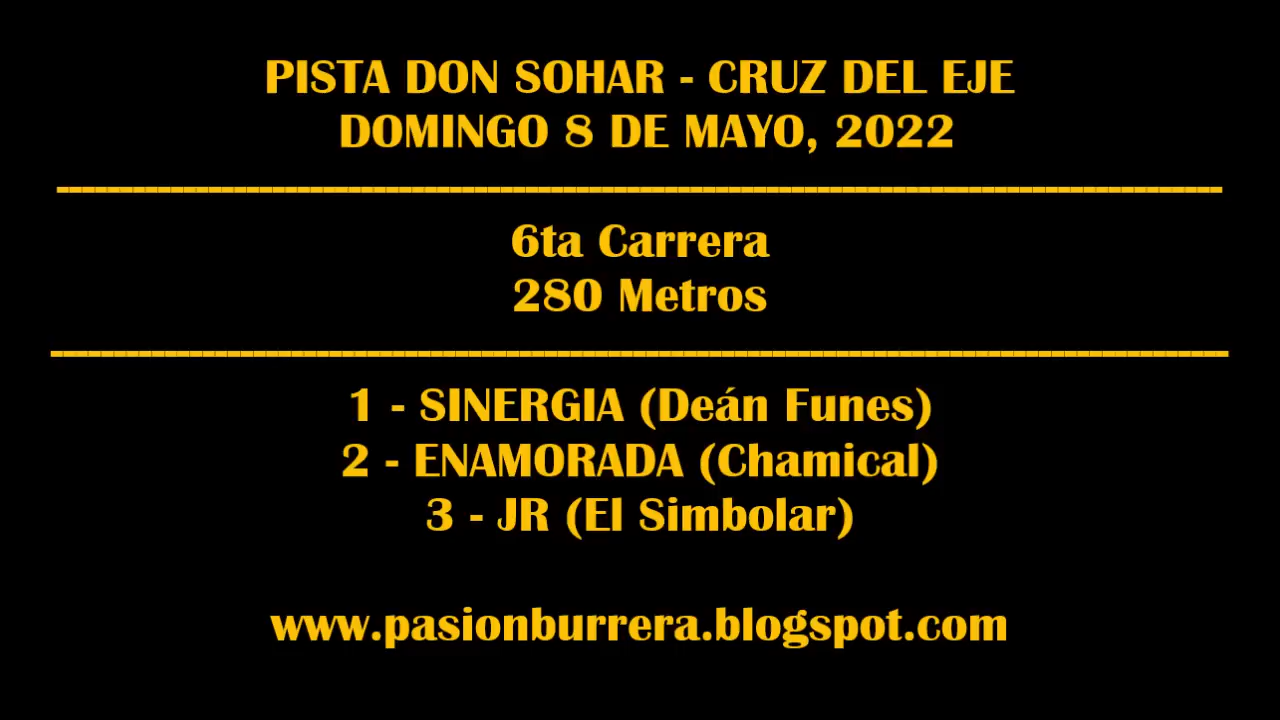 PISTA DON SOHAR - CRUZ DEL EJE
DOMINGO 8 DE MAYO, 2022
6ta Carrera
280 Metros
1 - SINERGIA (Deán Funes)
2 - ENAMORADA (Chamical)
3 - JR (El Simbolar)
www.pasionburrera.blogspot.com